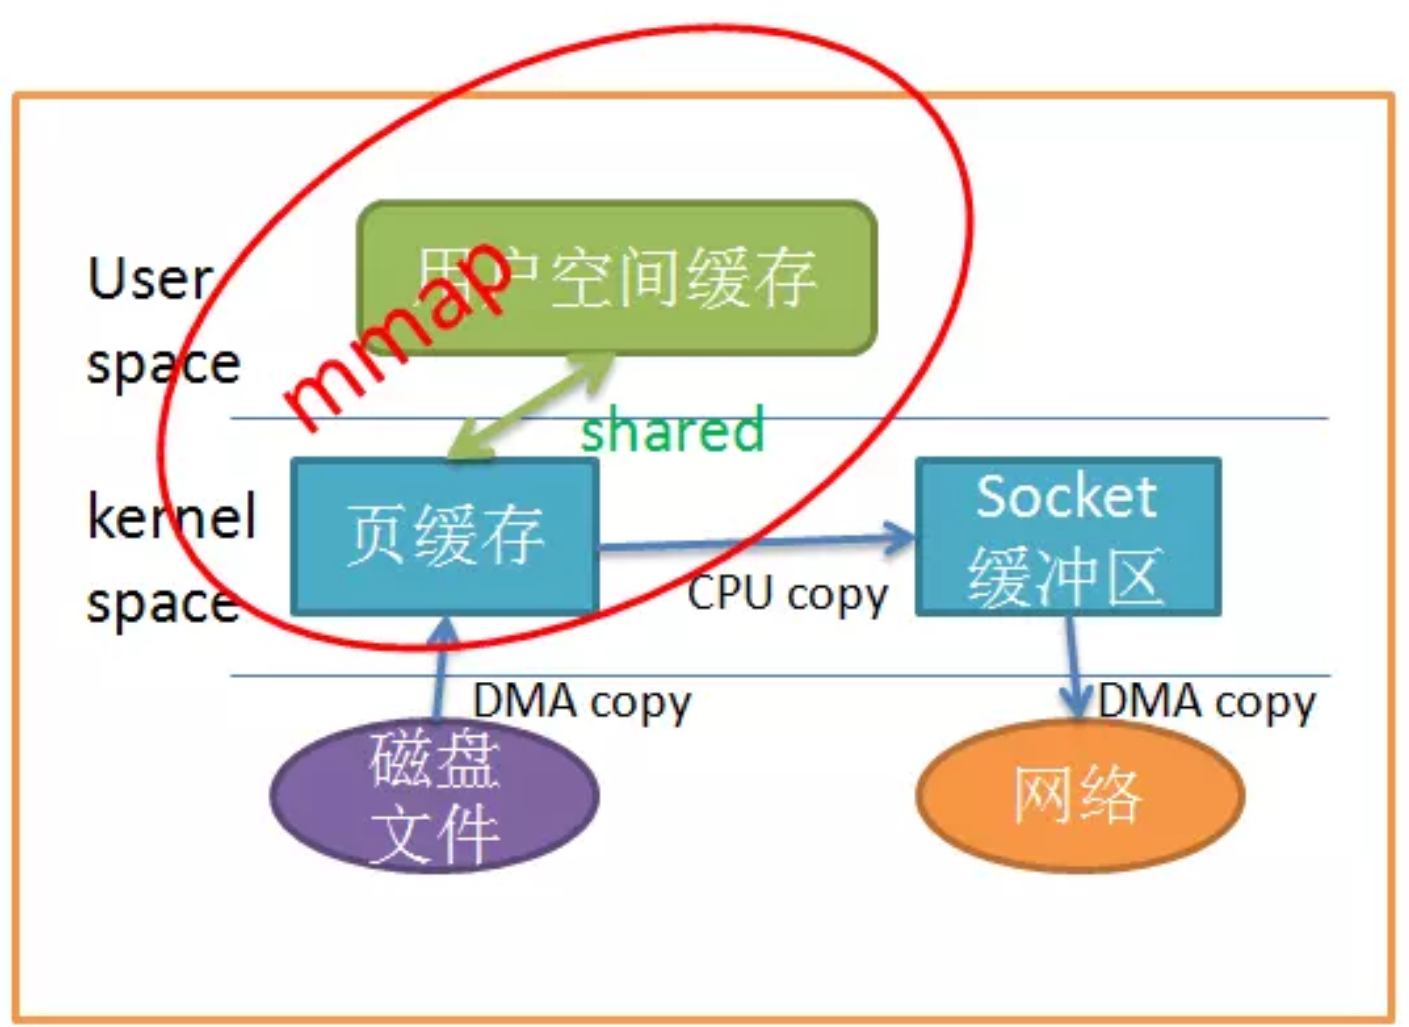 用户空间缓存
mmap
User
space
shared
kernel
space
页缓存
CPU copy
Socket
缓冲区
DMA copy
DMA copy
磁盘
文件
网络